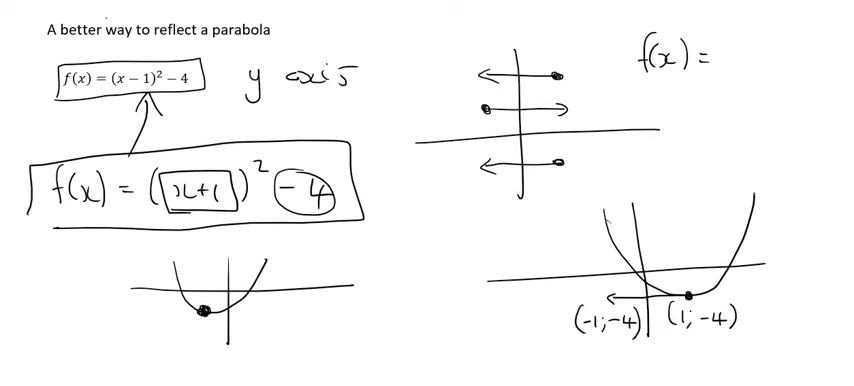 A better way to reflect a parabola
f(x) = (x − 1)² − 4
y axis
f(x) =
f(x) = (x+1)² − 4
(-1;-4) (1;-4)